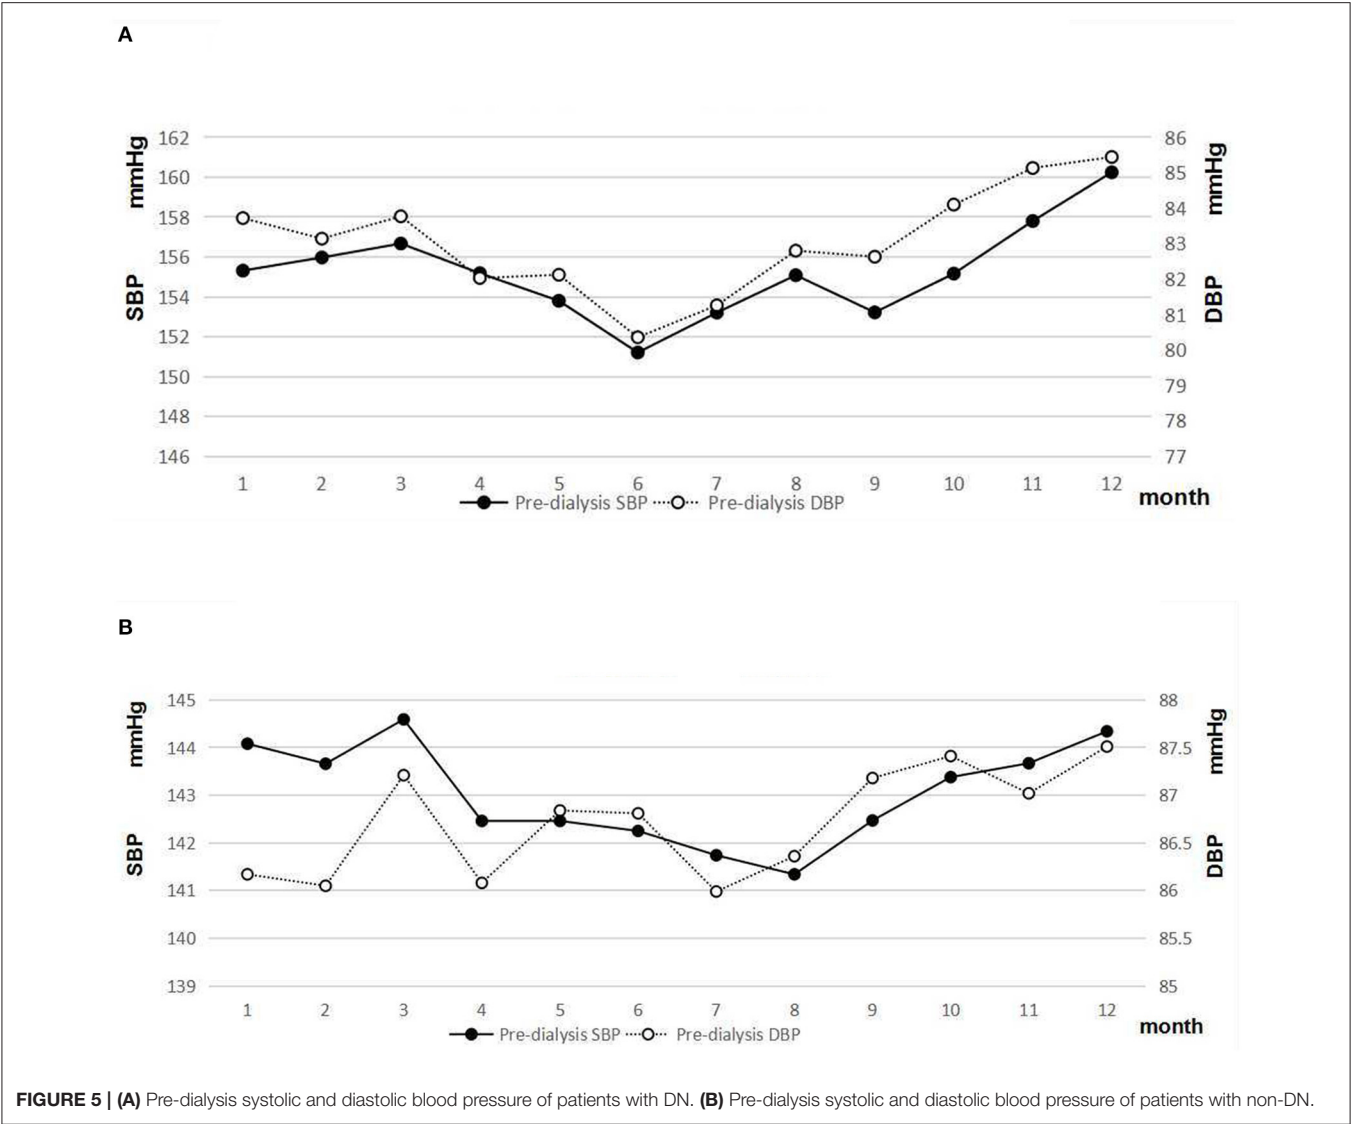 A
mmHg
SBP
162
160
158
156
154
152
150
148
146
86
85
84
83
82
81
80
79
78
77
mmHg
DBP
1 2 3 4 5 6 7 8 9 10 11 12
month
Pre-dialysis SBP Pre-dialysis DBP
B
mmHg
SBP
145
144
143
142
141
140
139
88
87.5
87
86.5
86
85.5
85
mmHg
DBP
1 2 3 4 5 6 7 8 9 10 11 12
month
Pre-dialysis SBP Pre-dialysis DBP
FIGURE 5 | (A) Pre-dialysis systolic and diastolic blood pressure of patients with DN. (B) Pre-dialysis systolic and diastolic blood pressure of patients with non-DN.